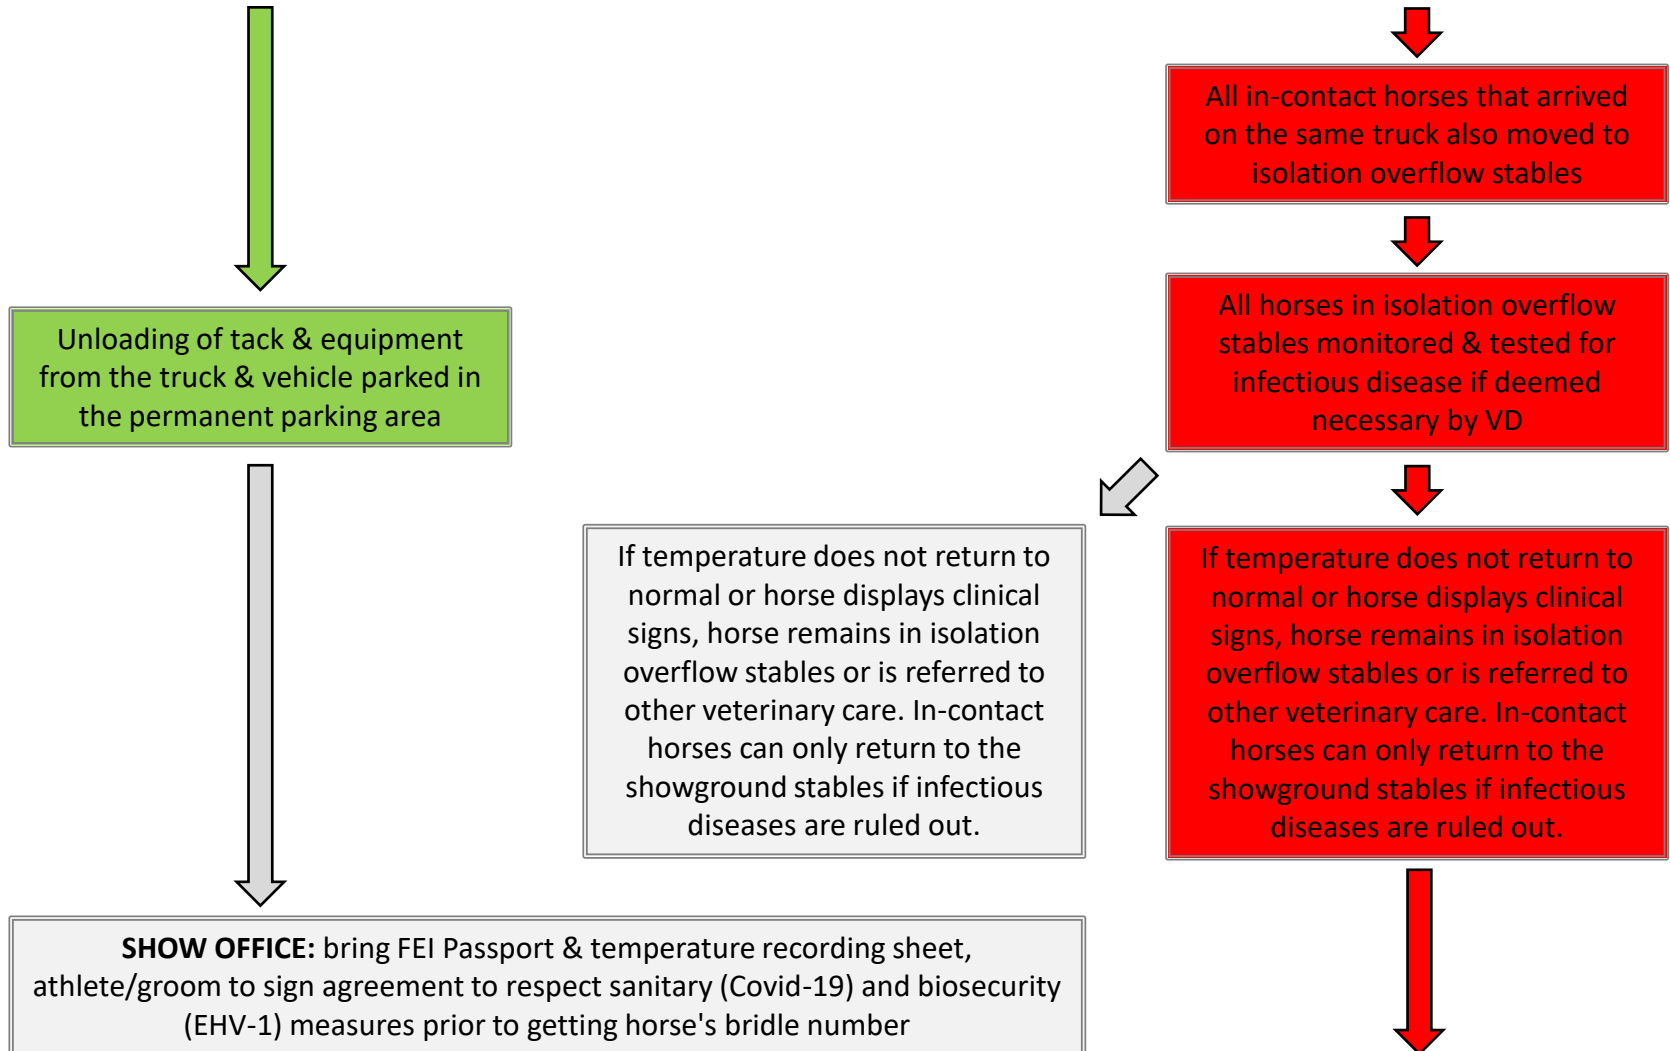 All in-contact horses that arrived
on the same truck also moved to
isolation overflow stables
All horses in isolation overflow
stables monitored & tested for
infectious disease if deemed
necessary by VD
Unloading of tack & equipment
from the truck & vehicle parked in
the permanent parking area
If temperature does not return to
normal or horse displays clinical
signs, horse remains in isolation
overflow stables or is referred to
other veterinary care. In-contact
horses can only return to the
showground stables if infectious
diseases are ruled out.
If temperature does not return to
normal or horse displays clinical
signs, horse remains in isolation
overflow stables or is referred to
other veterinary care. In-contact
horses can only return to the
showground stables if infectious
diseases are ruled out.
SHOW OFFICE: bring FEI Passport & temperature recording sheet,
athlete/groom to sign agreement to respect sanitary (Covid-19) and biosecurity
(EHV-1) measures prior to getting horse's bridle number